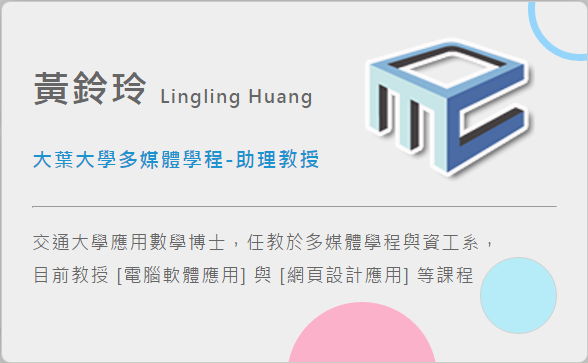 黃鈴玲 Lingling Huang
大葉大學多媒體學程-助理教授
交通大學應用數學博士，任教於多媒體學程與資工系，
目前教授 [電腦軟體應用] 與 [網頁設計應用] 等課程